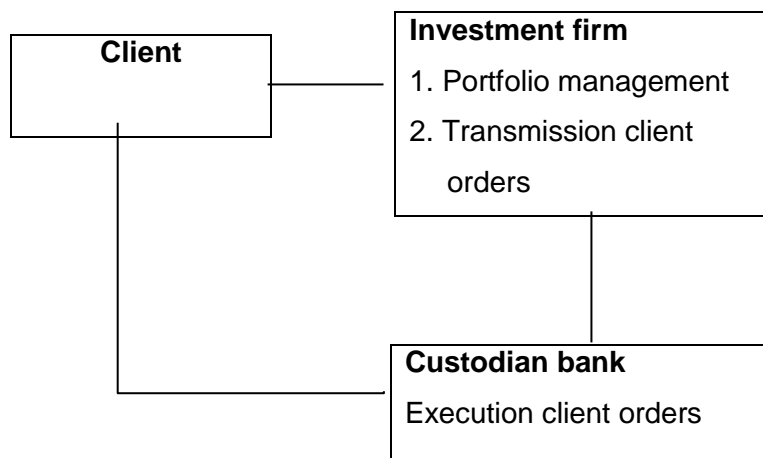 Client
Investment firm
1. Portfolio management
2. Transmission client
orders
Custodian bank
Execution client orders